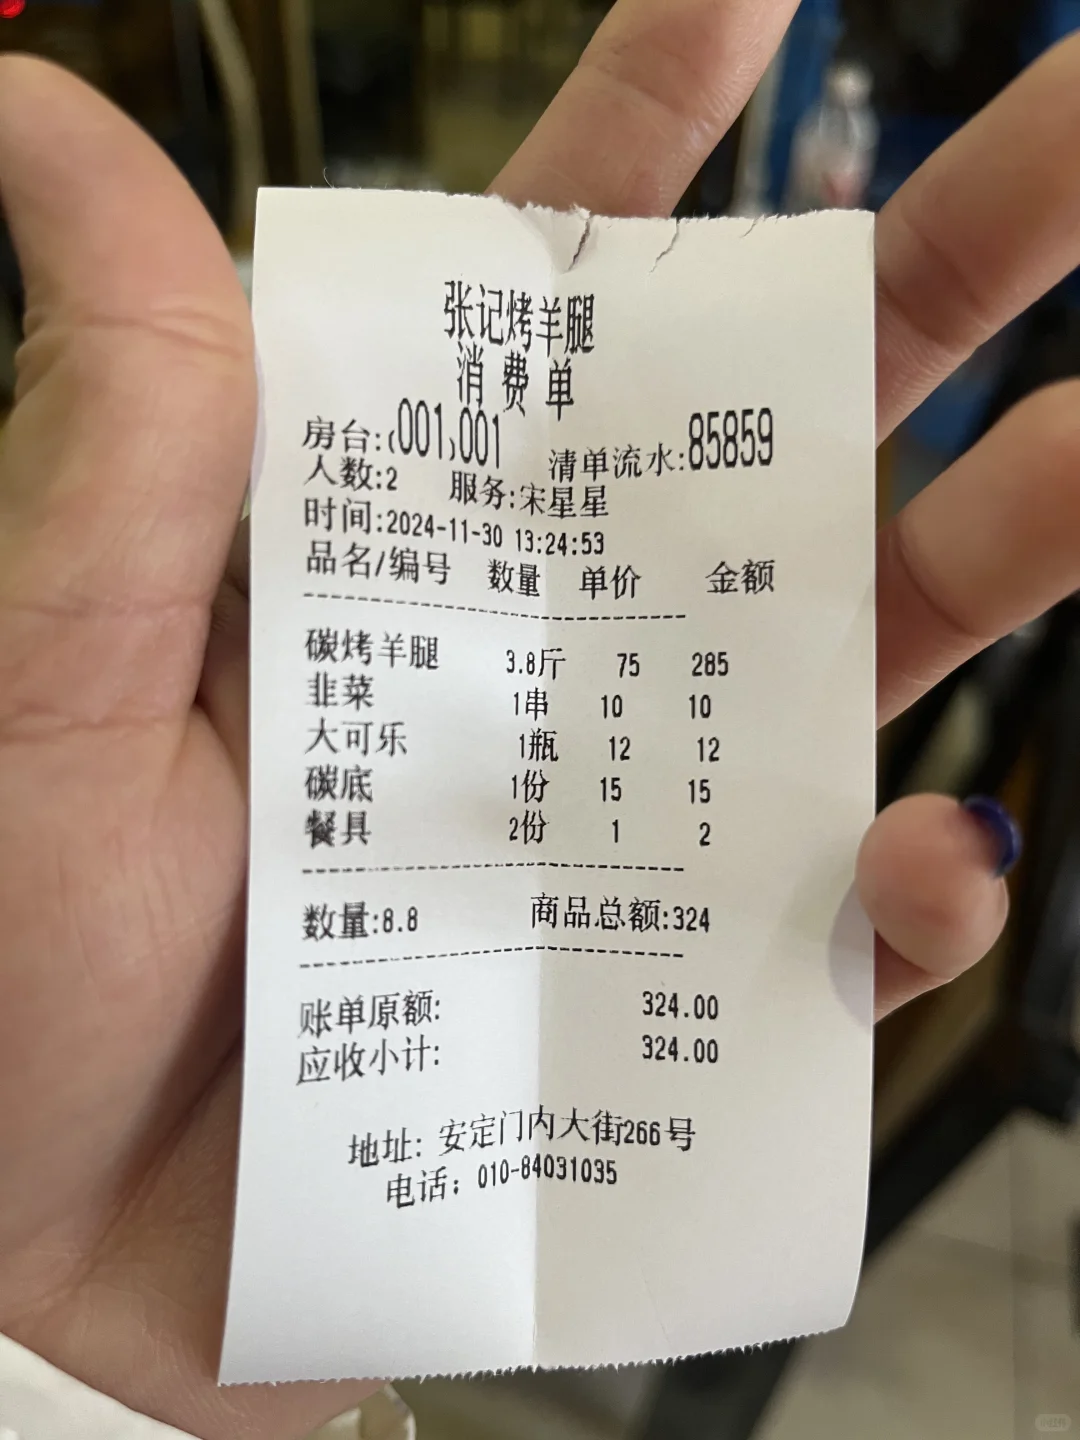 张记烤羊腿
消费单
房台:(001)001 清单流水:85859
人数:2 服务:宋星星
时间:2024-11-30 13:24:53
品名/编号 数量 单价 金额
碳烤羊腿 3.8斤 75 285
韭菜 1串 10 10
大可乐 1瓶 12 12
碳底 1份 15 15
餐具 2份 1 2
数量:8.8 商品总额:324
账单原额: 324.00
应收小计: 324.00
地址: 安定门内大街266号
电话: 010-84031035
小红书